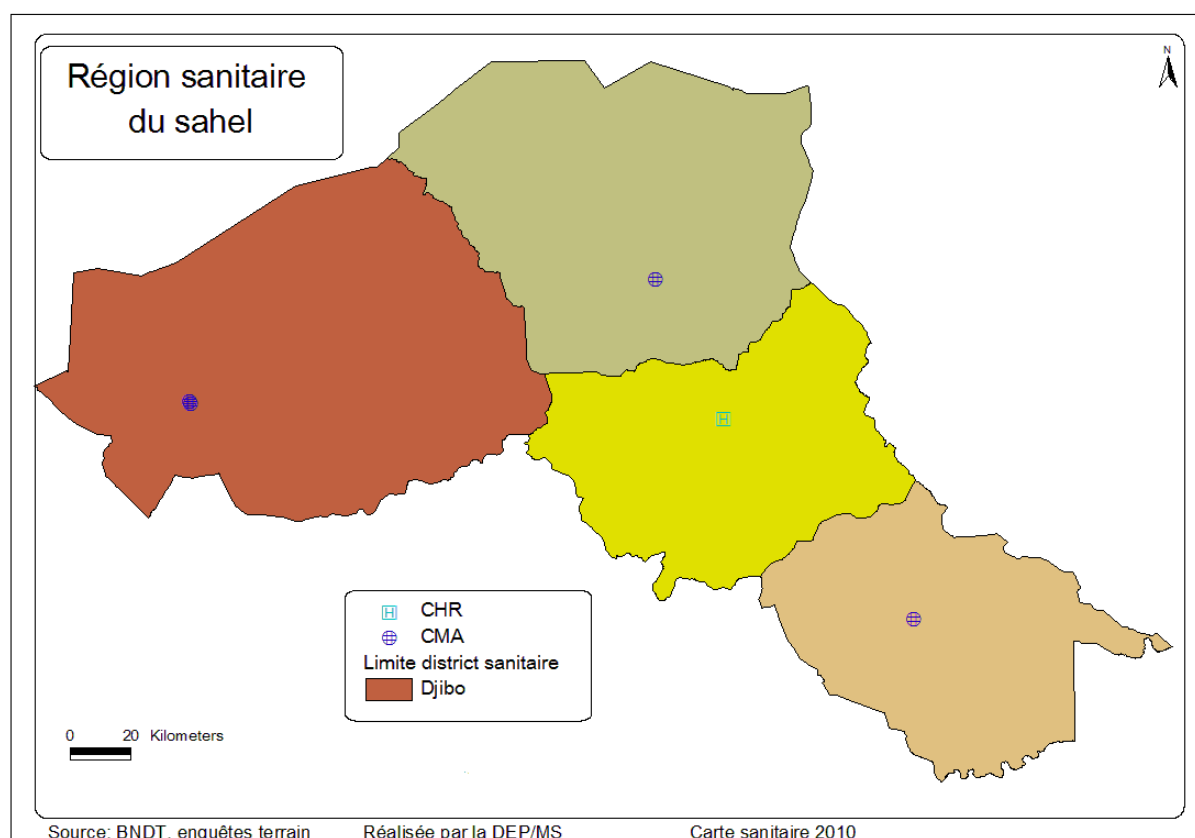 Région sanitaire
du sahel
N
H
H CHR
CMA
Limite district sanitaire
Djibo
0 20 Kilometers
Source: BNDT, enquêtes terrain Réalisée par la DEP/MS Carte sanitaire 2010